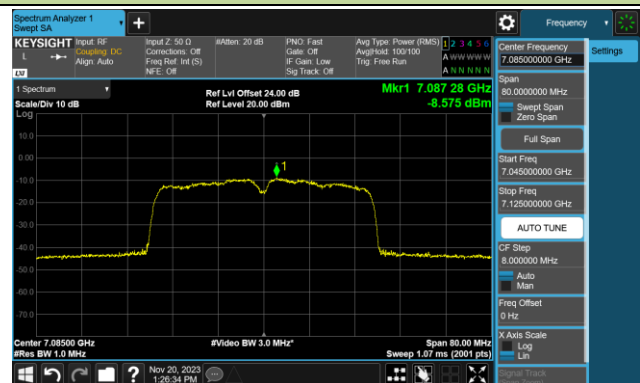 Spectrum Analyzer 1
Swept SA
+
Frequency
KEYSIGHT
L
LXI
Input: RF
Coupling: DC
Align: Auto
Input Z: 50 Ω
Corrections: Off
Freq Ref: Int (S)
NFE: Off
#Atten: 20 dB
PNO: Fast
Gate: Off
IF Gain: Low
Sig Track: Off
Avg Type: Power (RMS)
Avg|Hold: 100/100
Trig: Free Run
1 2 3 4 5 6
A W W W W W
A N N N N N
1 Spectrum
Scale/Div 10 dB
Log
Ref Lvl Offset 24.00 dB
Ref Level 20.00 dBm
Mkr1 7.087 28 GHz
-8.575 dBm
10.0
0.00
1
-10.0
-20.0
-30.0
-40.0
-50.0
-60.0
-70.0
Center 7.08500 GHz
#Res BW 1.0 MHz
#Video BW 3.0 MHz*
Span 80.00 MHz
Sweep 1.07 ms (2001 pts)
Nov 20, 2023
1:26:34 PM
?
Center Frequency
7.085000000 GHz
Settings
Span
80.0000000 MHz
Swept Span
Zero Span
Full Span
Start Freq
7.045000000 GHz
Stop Freq
7.125000000 GHz
AUTO TUNE
CF Step
8.000000 MHz
Auto
Man
Freq Offset
0 Hz
X Axis Scale
Log
Lin
Signal Track